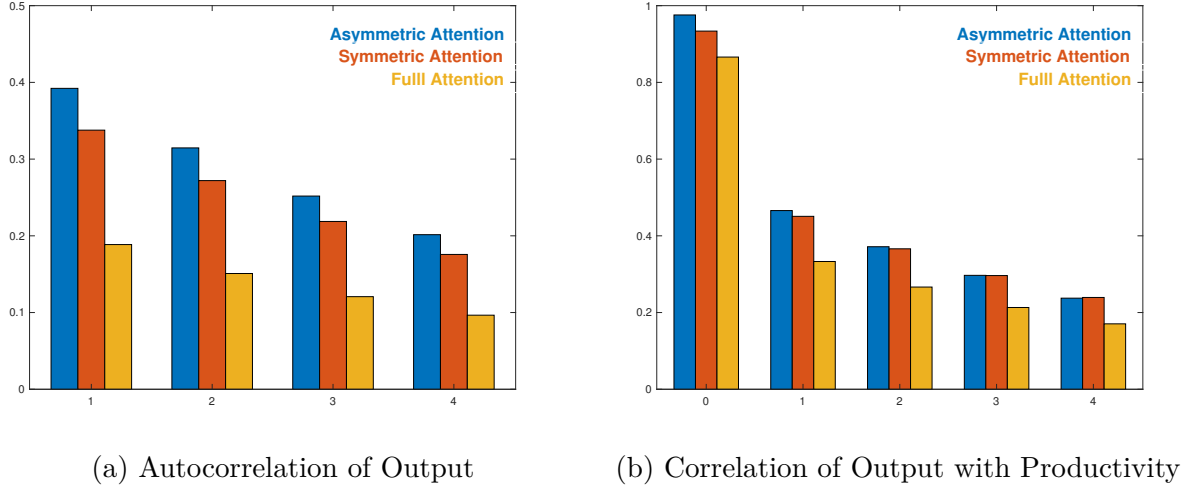 0.5
0.4
0.3
0.2
0.1
0
1
2
3
4
Asymmetric Attention
Symmetric Attention
Fulll Attention
(a) Autocorrelation of Output
1
0.8
0.6
0.4
0.2
0
0
1
2
3
4
Asymmetric Attention
Symmetric Attention
Fulll Attention
(b) Correlation of Output with Productivity